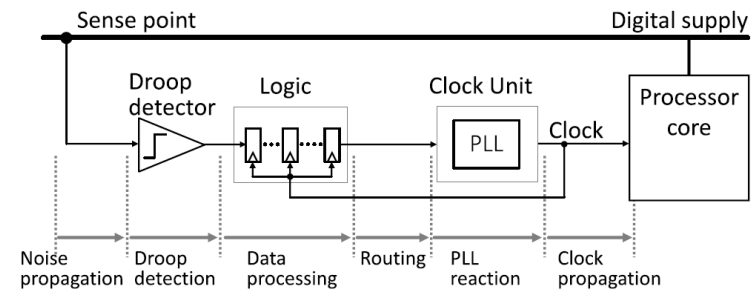 Sense point
Digital supply
Droop
detector
Logic
Clock Unit
Processor
core
PLL
Clock
Noise
propagation
Droop
detection
Data
processing
Routing
PLL
reaction
Clock
propagation